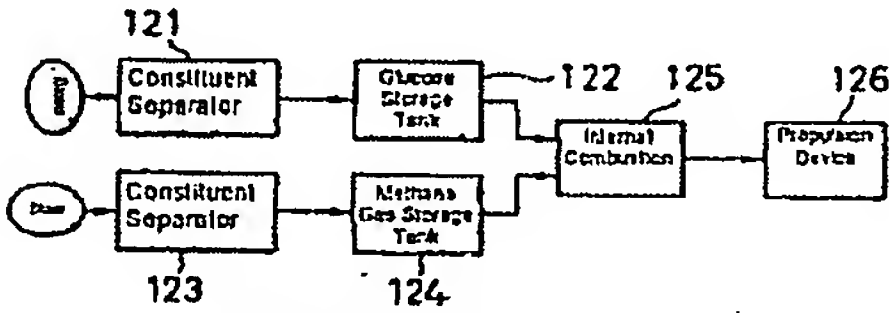 121
Constituent
Separator
Glucose
Storage
Tank
122
125
Internal
Combustion
126
Propulsion
Device
Constituent
Separator
123
Methane
Gas Storage
Tank
124